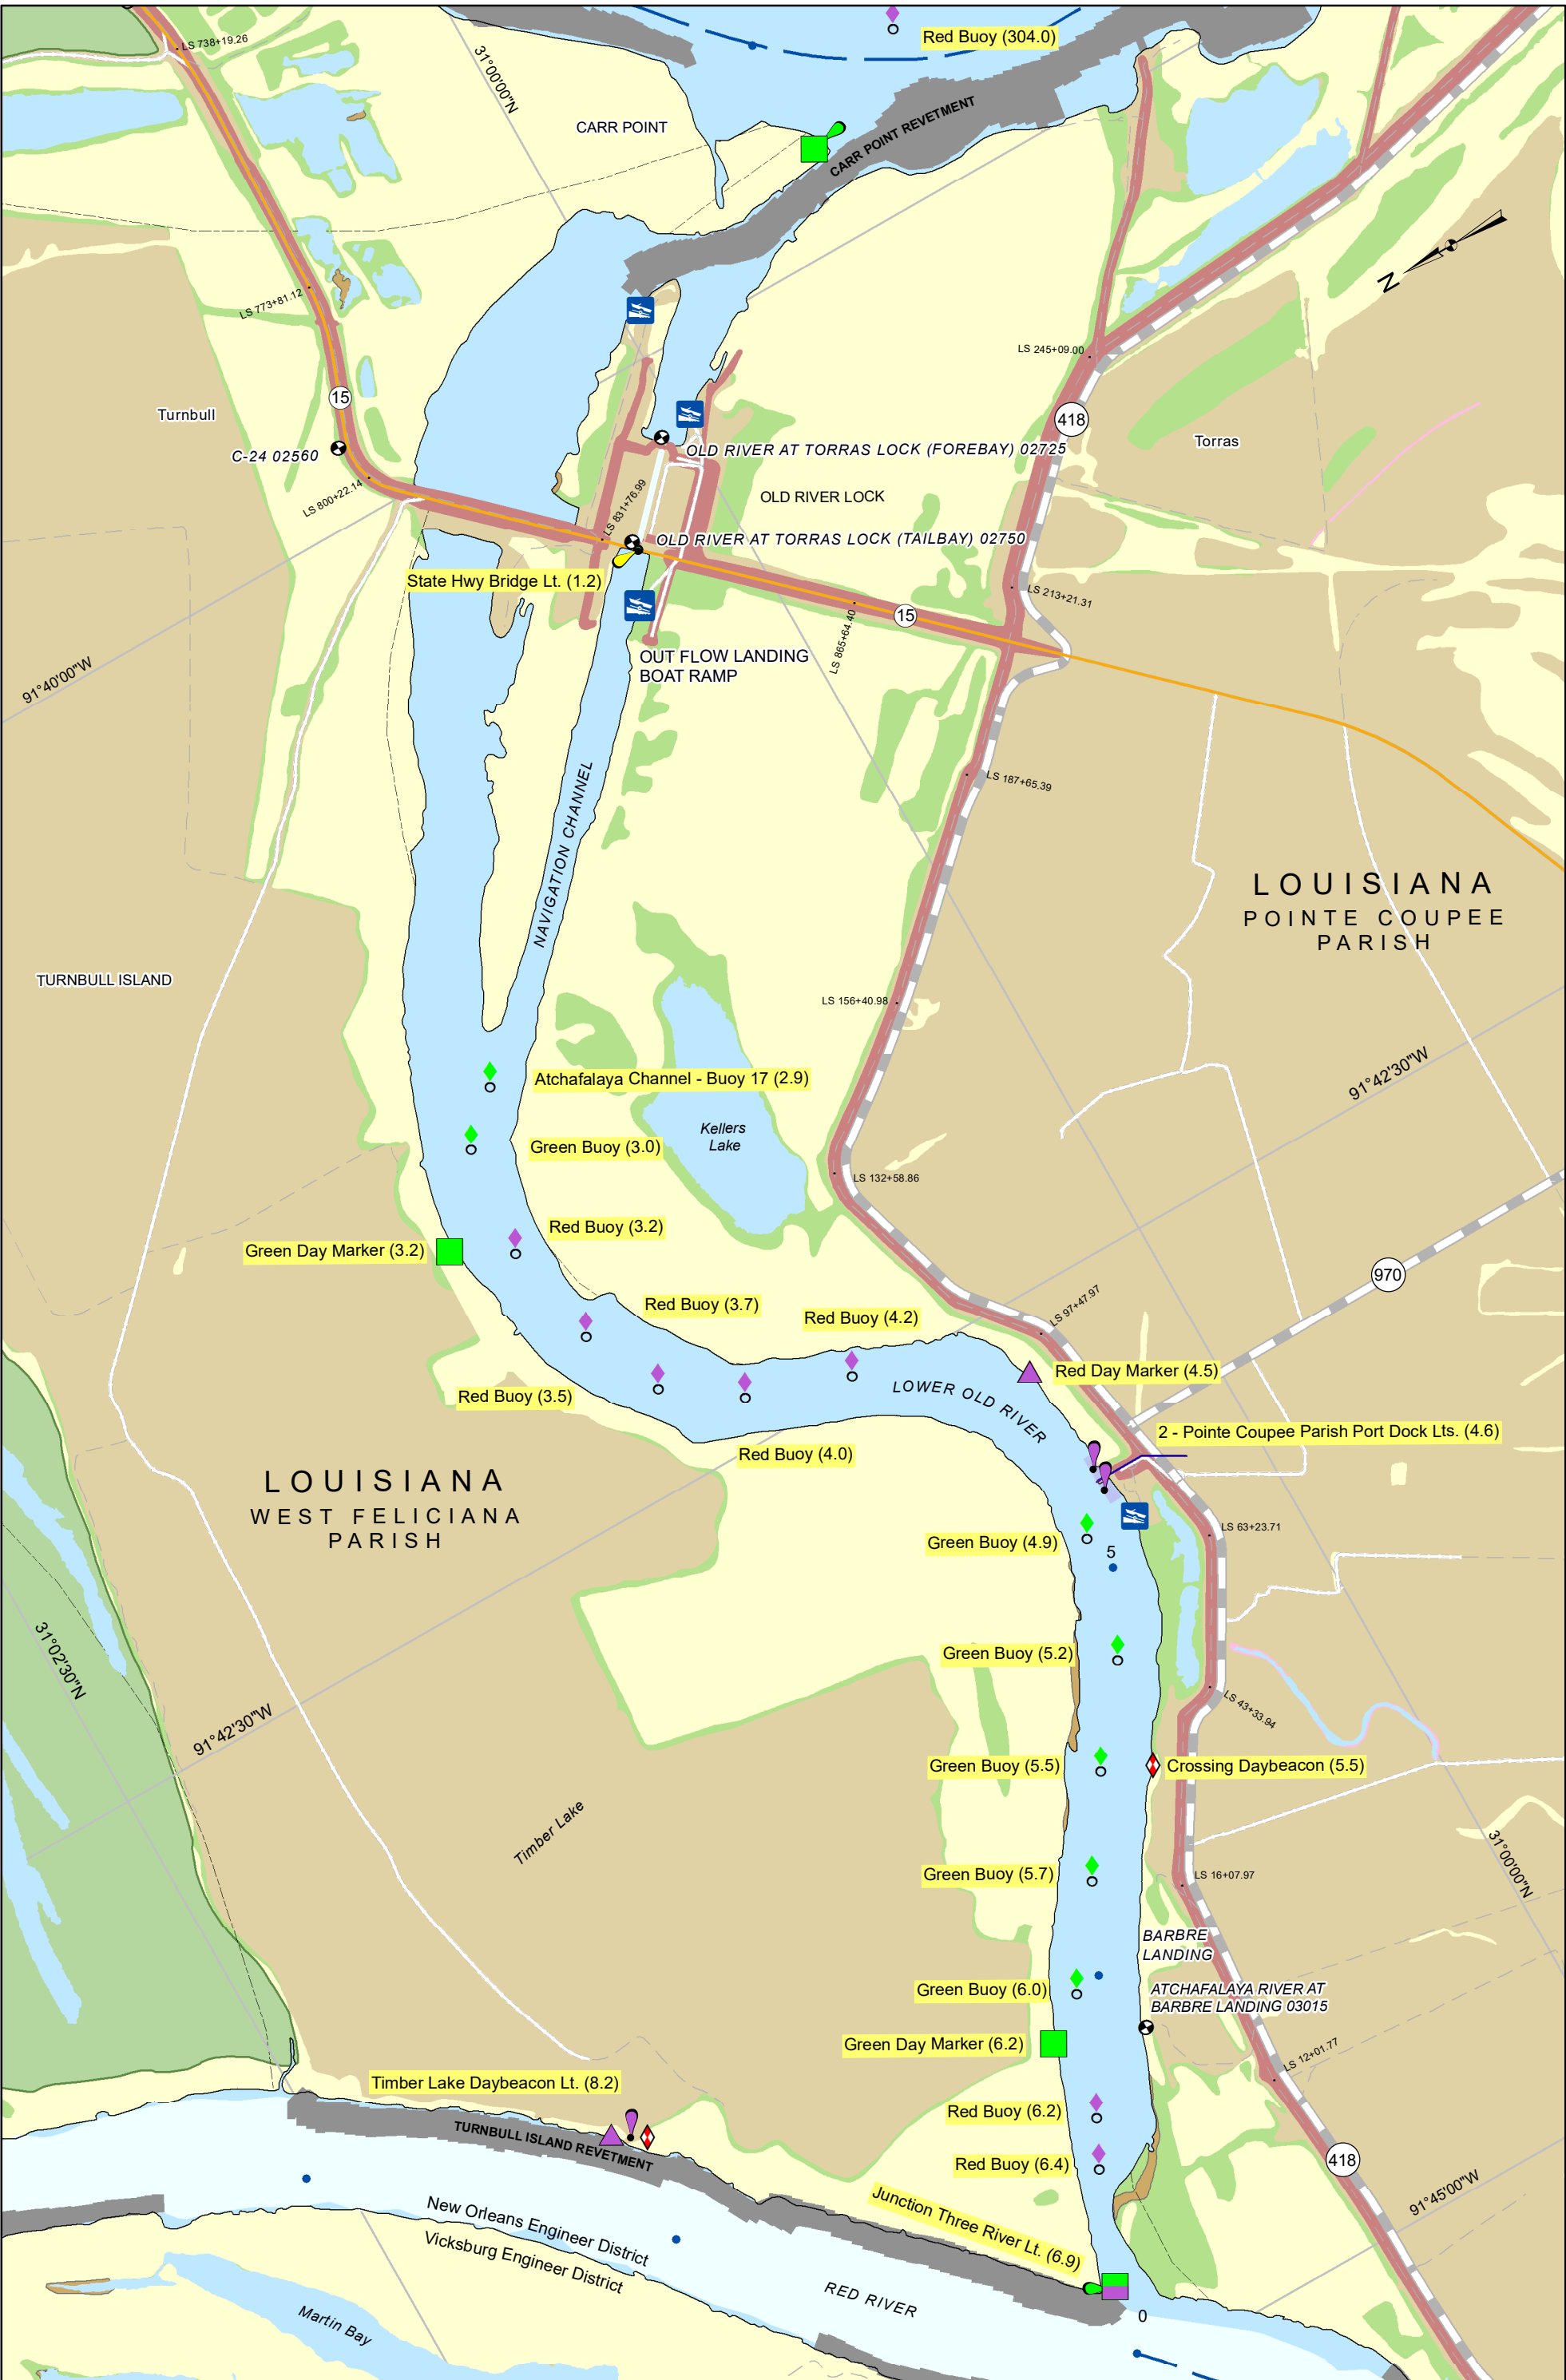 Red Buoy (304.0)
LS 738+19.26
31°00'00"N
CARR POINT
CARR POINT REVETMENT
N
LS 773+81.12
LS 245+09.00
15
418
Turnbull
Torras
C-24 02560
OLD RIVER AT TORRAS LOCK (FOREBAY) 02725
LS 800+22.14
LS 831+76.99
OLD RIVER LOCK
OLD RIVER AT TORRAS LOCK (TAILBAY) 02750
State Hwy Bridge Lt. (1.2)
LS 213+21.31
15
LS 865+64.40
OUT FLOW LANDING
BOAT RAMP
91°40'00"W
LS 187+65.39
NAVIGATION CHANNEL
LOUISIANA
POINTE COUPEE
PARISH
TURNBULL ISLAND
LS 156+40.98
Atchafalaya Channel - Buoy 17 (2.9)
91°42'30"W
Kellers
Lake
Green Buoy (3.0)
LS 132+58.86
Red Buoy (3.2)
Green Day Marker (3.2)
970
Red Buoy (3.7)
Red Buoy (4.2)
LS 97+47.97
Red Day Marker (4.5)
Red Buoy (3.5)
LOWER OLD RIVER
2 - Pointe Coupee Parish Port Dock Lts. (4.6)
Red Buoy (4.0)
LOUISIANA
WEST FELICIANA
PARISH
LS 63+23.71
Green Buoy (4.9)
5
31°02'30"N
Green Buoy (5.2)
LS 43+33.94
91°42'30"W
Green Buoy (5.5)
Crossing Daybeacon (5.5)
Timber Lake
Green Buoy (5.7)
LS 16+07.97
31°00'00"N
BARBRE
LANDING
Green Buoy (6.0)
ATCHAFALAYA RIVER AT
BARBRE LANDING 03015
Green Day Marker (6.2)
LS 12+01.77
Timber Lake Daybeacon Lt. (8.2)
Red Buoy (6.2)
TURNBULL ISLAND REVETMENT
Red Buoy (6.4)
418
91°45'00"W
Junction Three River Lt. (6.9)
New Orleans Engineer District
Vicksburg Engineer District
RED RIVER
0
Martin Bay